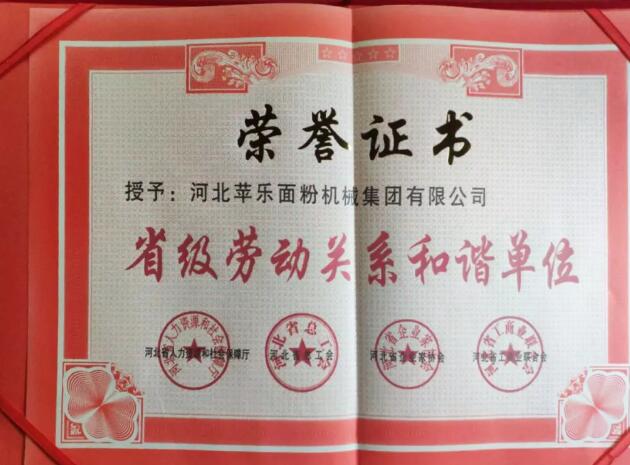 荣誉证书
授予：河北苹乐面粉机械集团有限公司
省级劳动关系和谐单位
河北省人力资源和社会保障厅
河北省总工会
河北省企业家协会
河北省工商业联合会